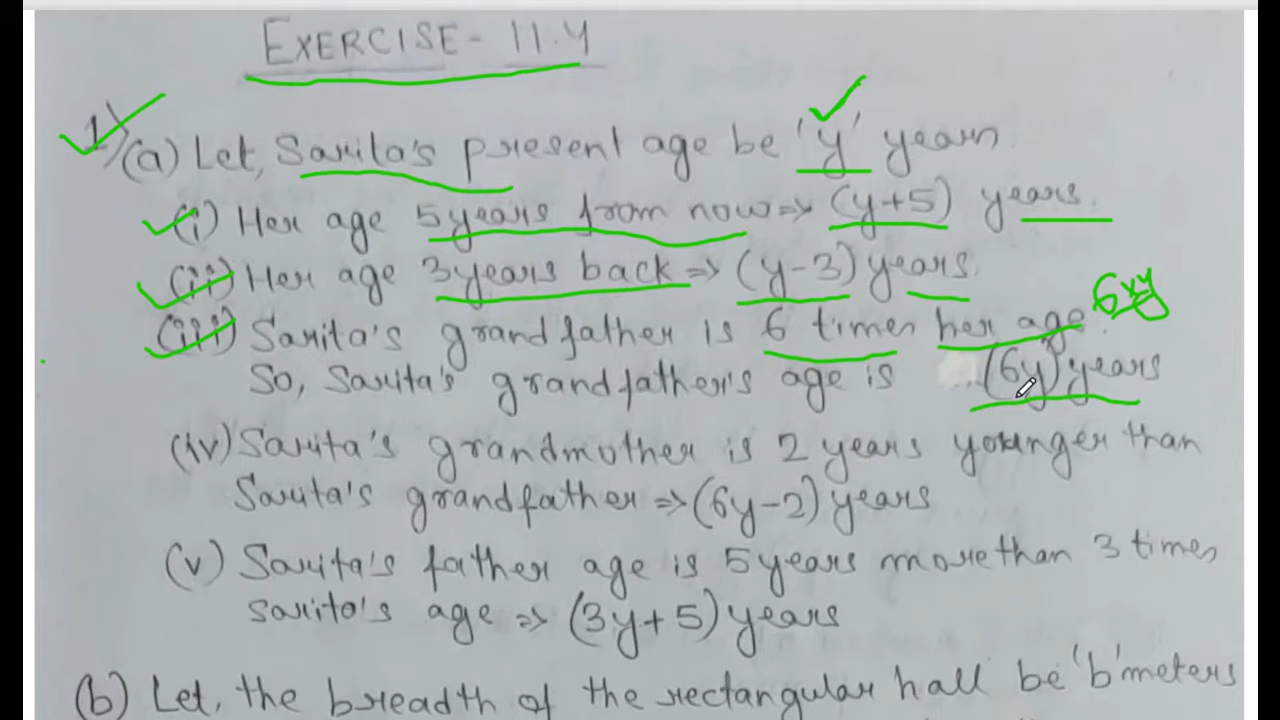 EXERCISE - 11.4
1) (a) Let, Sarita's present age be 'y' years
(i) Her age 5 years from now ⇒ (y+5) years.
(ii) Her age 3 years back ⇒ (y-3) years.
(iii) Sarita's grandfather is 6 times her age. 6×y
So, Sarita's grandfather's age is (6y) years
(iv) Sarita's grandmother is 2 years younger than
Sarita's grandfather ⇒ (6y-2) years
(v) Sarita's father age is 5 years more than 3 times
Sarita's age ⇒ (3y+5) years
(b) Let, the breadth of the rectangular hall be 'b' meters